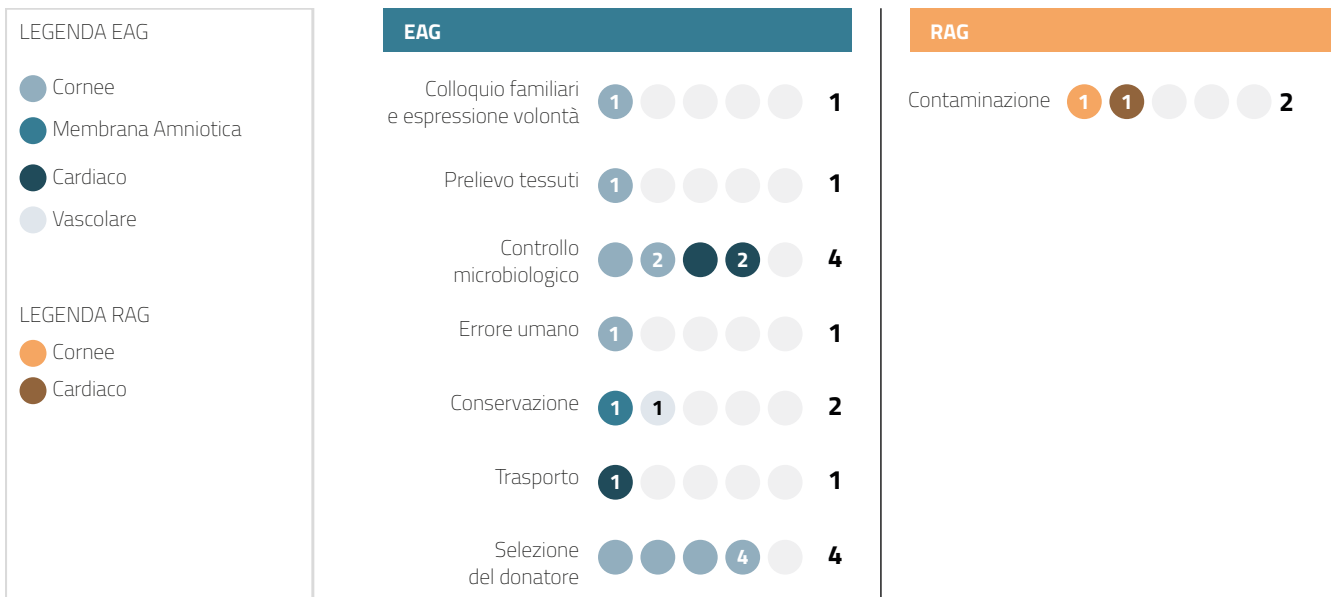 LEGENDA EAG
Cornee
Membrana Amniotica
Cardiaco
Vascolare
LEGENDA RAG
Cornee
Cardiaco
EAG
Colloquio familiari
e espressione volontà
1
1
Prelievo tessuti
1
1
Controllo
microbiologico
2
2
4
Errore umano
1
1
Conservazione
1
1
2
Trasporto
1
1
Selezione
del donatore
4
4
RAG
Contaminazione
1
1
2